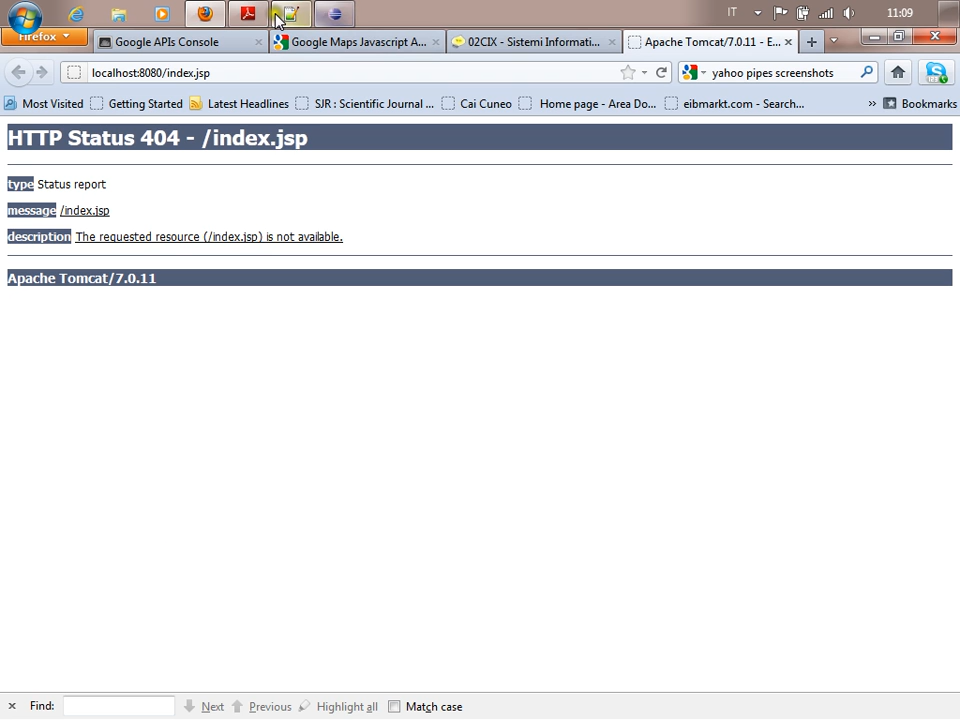 IT
11:09
Firefox
Google APIs Console
Google Maps Javascript A...
02CIX - Sistemi Informati...
Apache Tomcat/7.0.11 - E...
localhost:8080/index.jsp
yahoo pipes screenshots
Most Visited
Getting Started
Latest Headlines
SJR : Scientific Journal ...
Cai Cuneo
Home page - Area Do...
eibmarkt.com - Search...
Bookmarks
HTTP Status 404 - /index.jsp
type Status report
message /index.jsp
description The requested resource (/index.jsp) is not available.
Apache Tomcat/7.0.11
Find:
Next
Previous
Highlight all
Match case